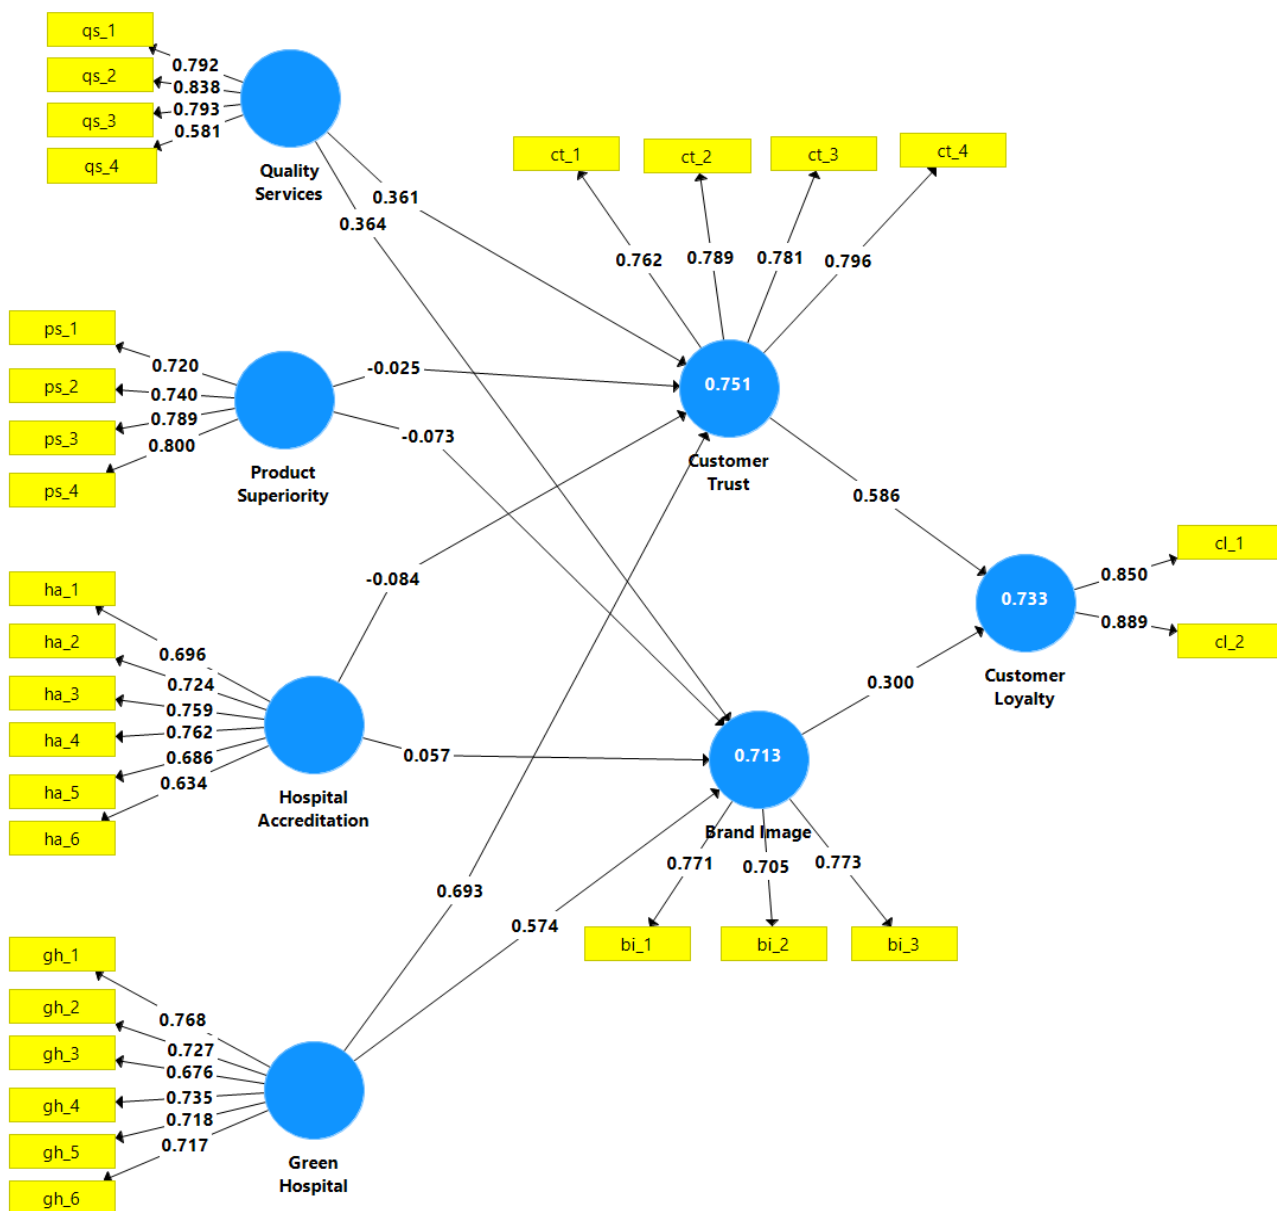 qs_1
qs_2
qs_3
qs_4
0.792
0.838
0.793
0.581
Quality
Services
0.361
0.364
ct_1
ct_2
ct_3
ct_4
0.762
0.789
0.781
0.796
ps_1
ps_2
ps_3
ps_4
0.720
0.740
0.789
0.800
Product
Superiority
-0.025
-0.073
0.751
Customer
Trust
0.586
ha_1
ha_2
ha_3
ha_4
ha_5
ha_6
0.696
0.724
0.759
0.762
0.686
0.634
Hospital
Accreditation
-0.084
0.057
0.733
Customer
Loyalty
0.850
0.889
cl_1
cl_2
0.300
0.713
Brand Image
0.771
0.705
0.773
bi_1
bi_2
bi_3
0.693
0.574
gh_1
gh_2
gh_3
gh_4
gh_5
gh_6
0.768
0.727
0.676
0.735
0.718
0.717
Green
Hospital